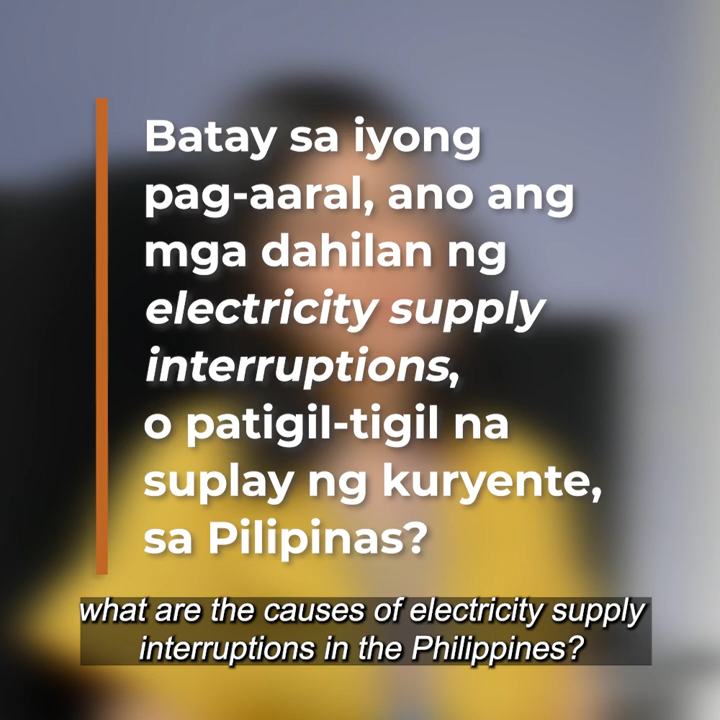 Batay sa iyong
pag-aaral, ano ang
mga dahilan ng
electricity supply
interruptions,
o patigil-tigil na
suplay ng kuryente,
sa Pilipinas?
what are the causes of electricity supply
interruptions in the Philippines?